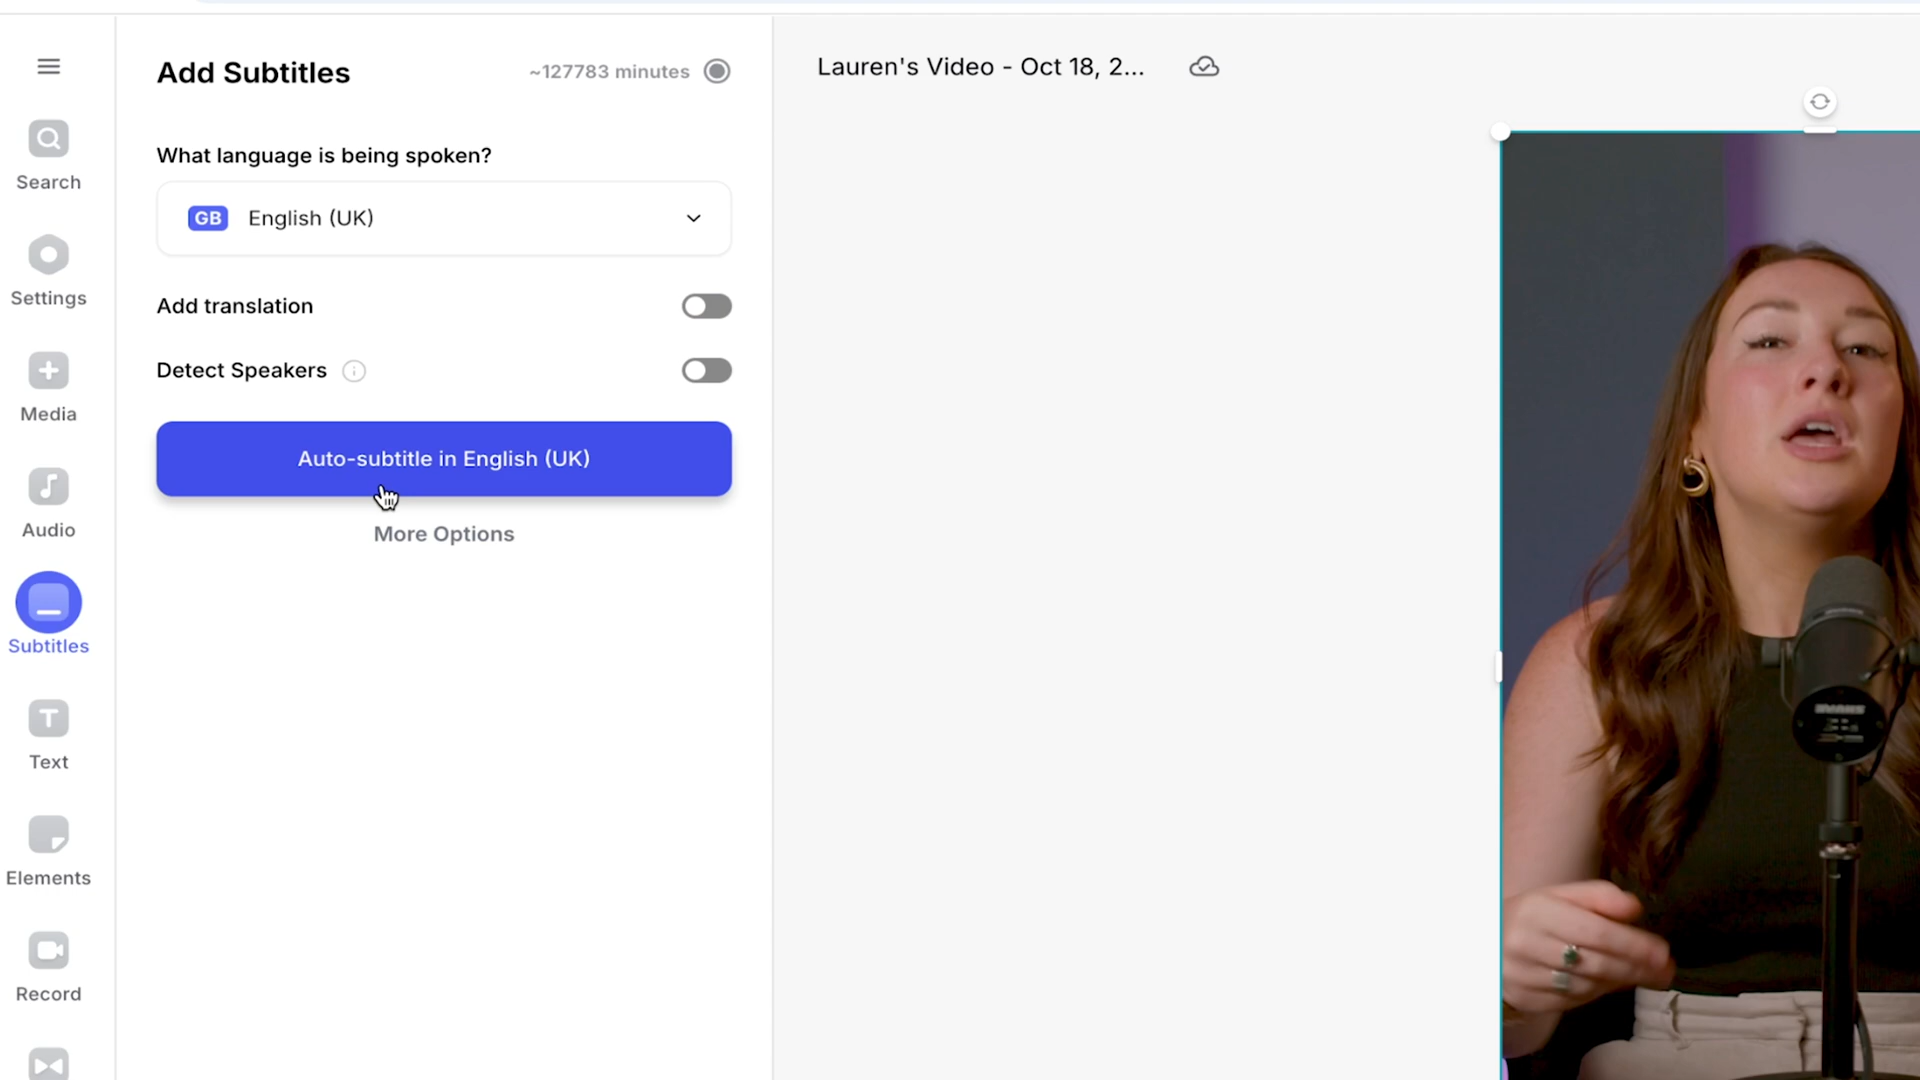 Add Subtitles
~127783 minutes
What language is being spoken?
GB English (UK)
Add translation
Detect Speakers
Auto-subtitle in English (UK)
More Options
Search
Settings
Media
Audio
Subtitles
Text
Elements
Record
Lauren's Video - Oct 18, 2...